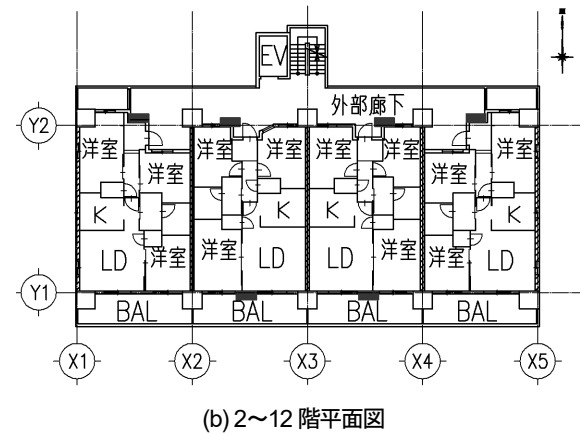 EV
外部廊下
Y2
洋室 洋室 洋室 洋室 洋室 洋室
洋室 洋室
K K K K
洋室 洋室
LD 洋室 LD LD 洋室 LD
Y1
BAL BAL BAL BAL
X1 X2 X3 X4 X5
(b) 2～12 階平面図